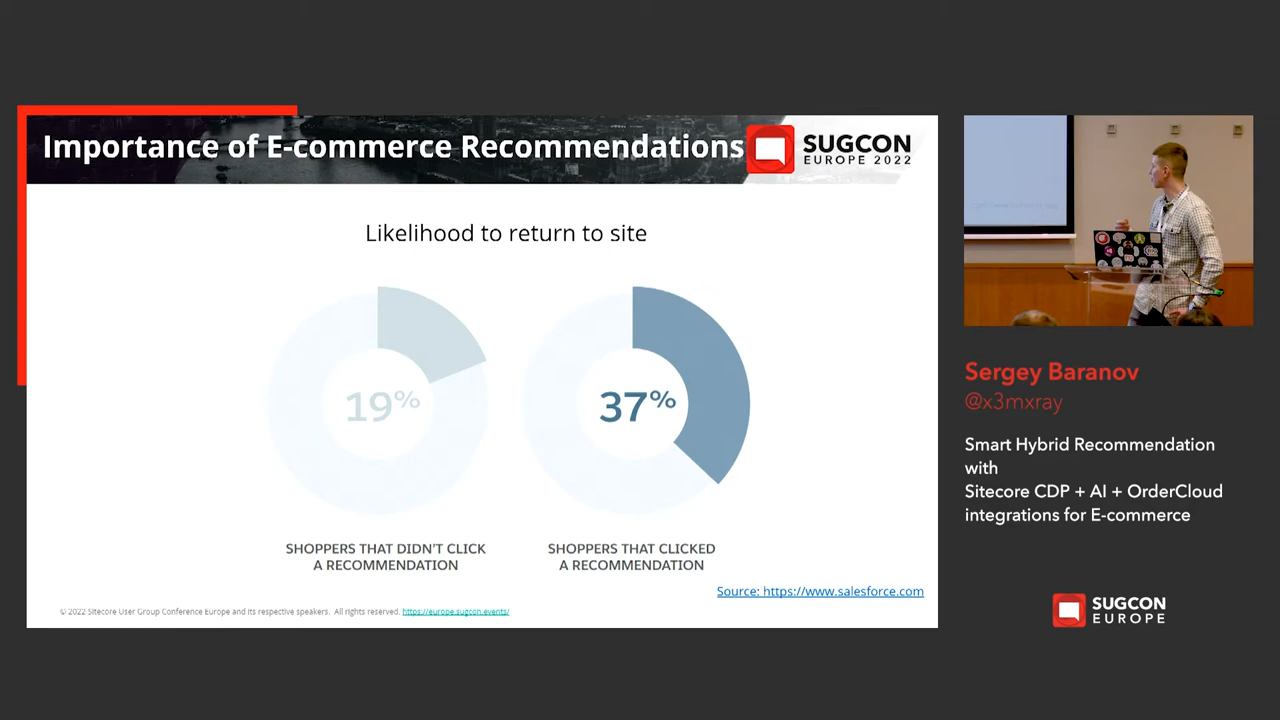 Importance of E-commerce Recommendations
SUGCON
EUROPE 2022
Likelihood to return to site
19%
37%
SHOPPERS THAT DIDN'T CLICK
A RECOMMENDATION
SHOPPERS THAT CLICKED
A RECOMMENDATION
Source: https://www.salesforce.com
© 2022 Sitecore User Group Conference Europe and its respective speakers. All rights reserved. https://europe.sugcon.events/
Sergey Baranov
@x3mxray
Smart Hybrid Recommendation
with
Sitecore CDP + AI + OrderCloud
integrations for E-commerce
SUGCON
EUROPE